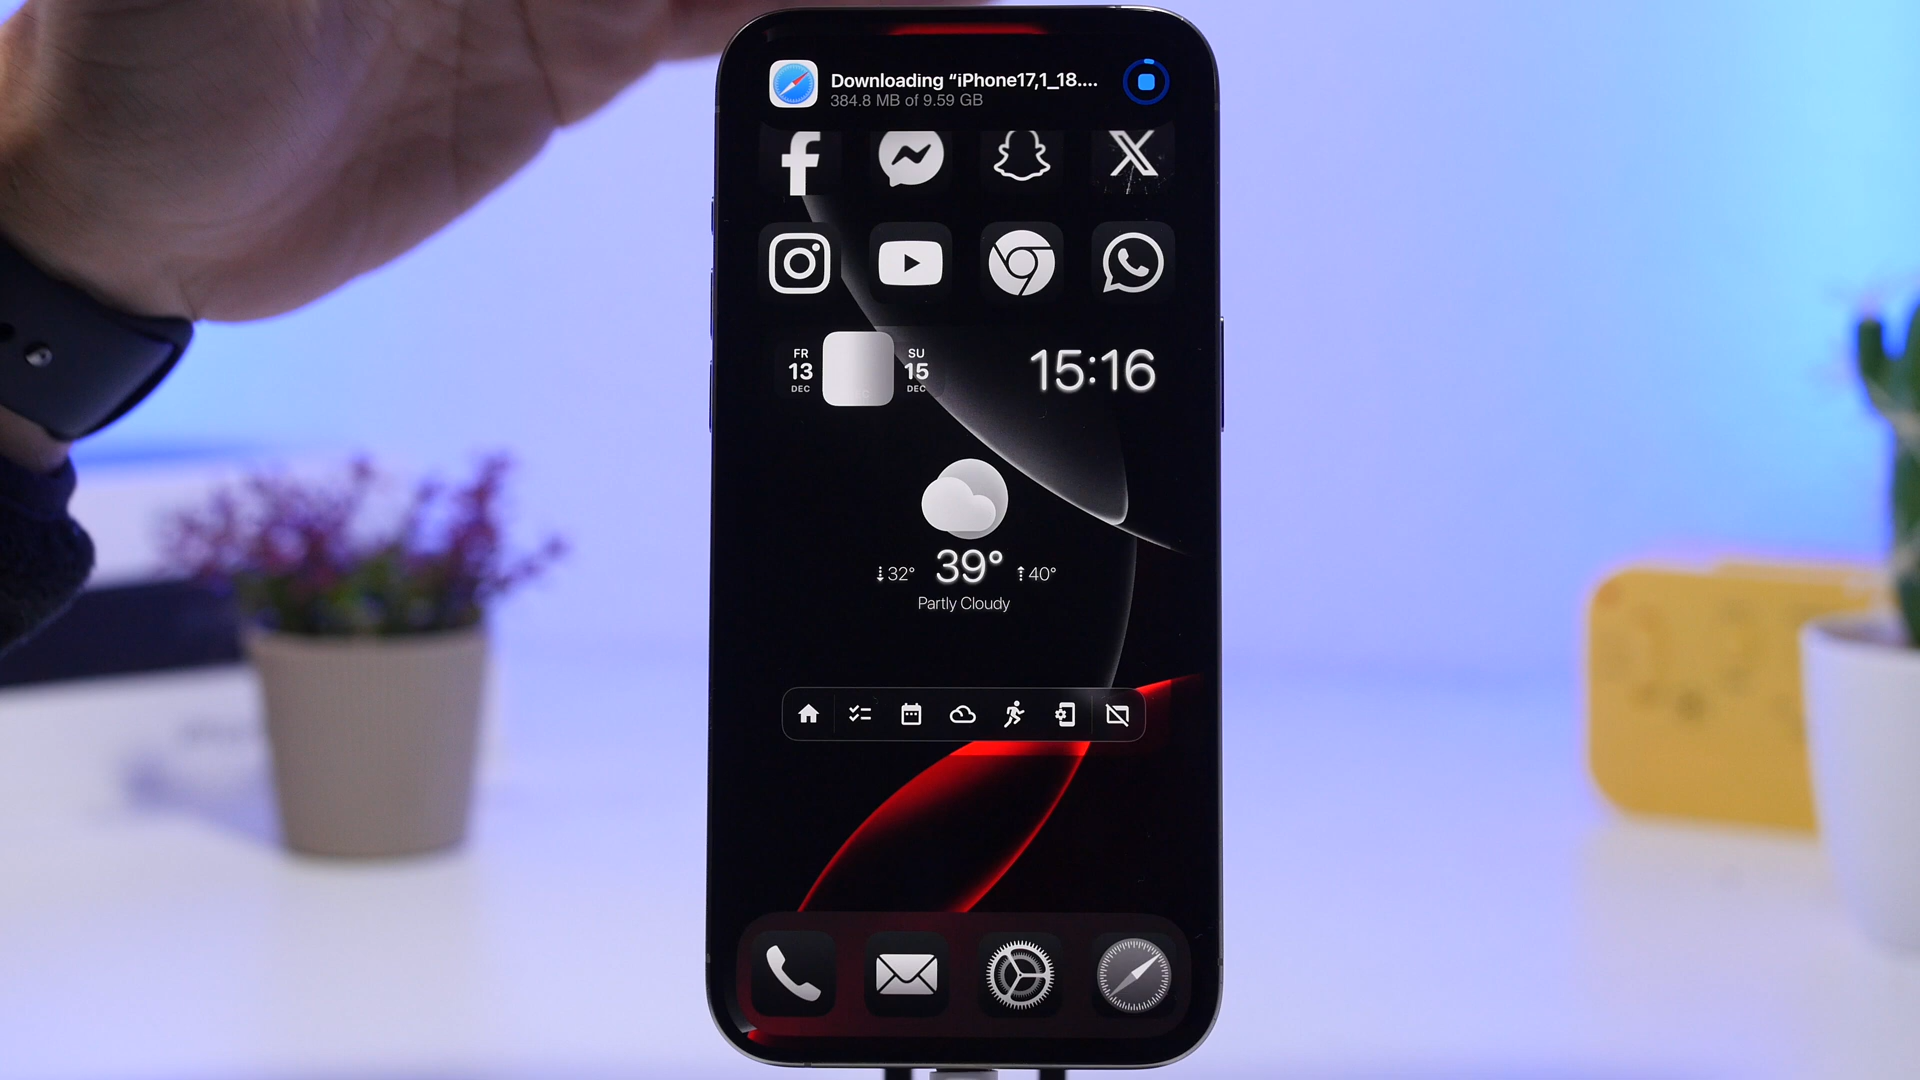 Downloading “iPhone17,1_18....
384.8 MB of 9.59 GB
FR
13
DEC
SU
15
DEC
15:16
32°
39°
40°
Partly Cloudy